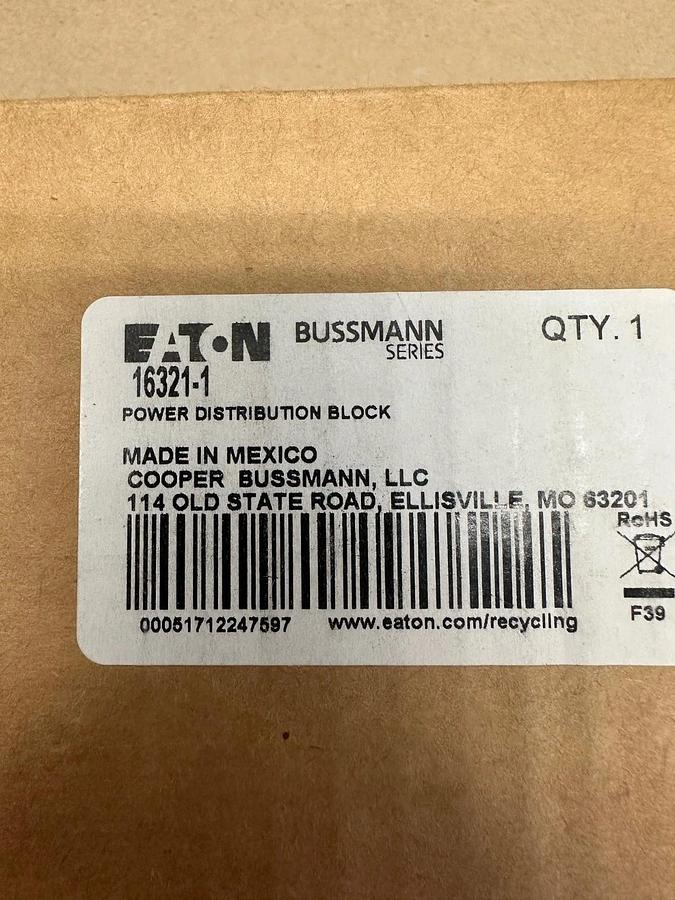 EATON BUSSMANN SERIES QTY. 1
16321-1
POWER DISTRIBUTION BLOCK
MADE IN MEXICO
COOPER BUSSMANN, LLC
114 OLD STATE ROAD, ELLISVILLE, MO 63201
RoHS
00051712247597 www.eaton.com/recycling
F39